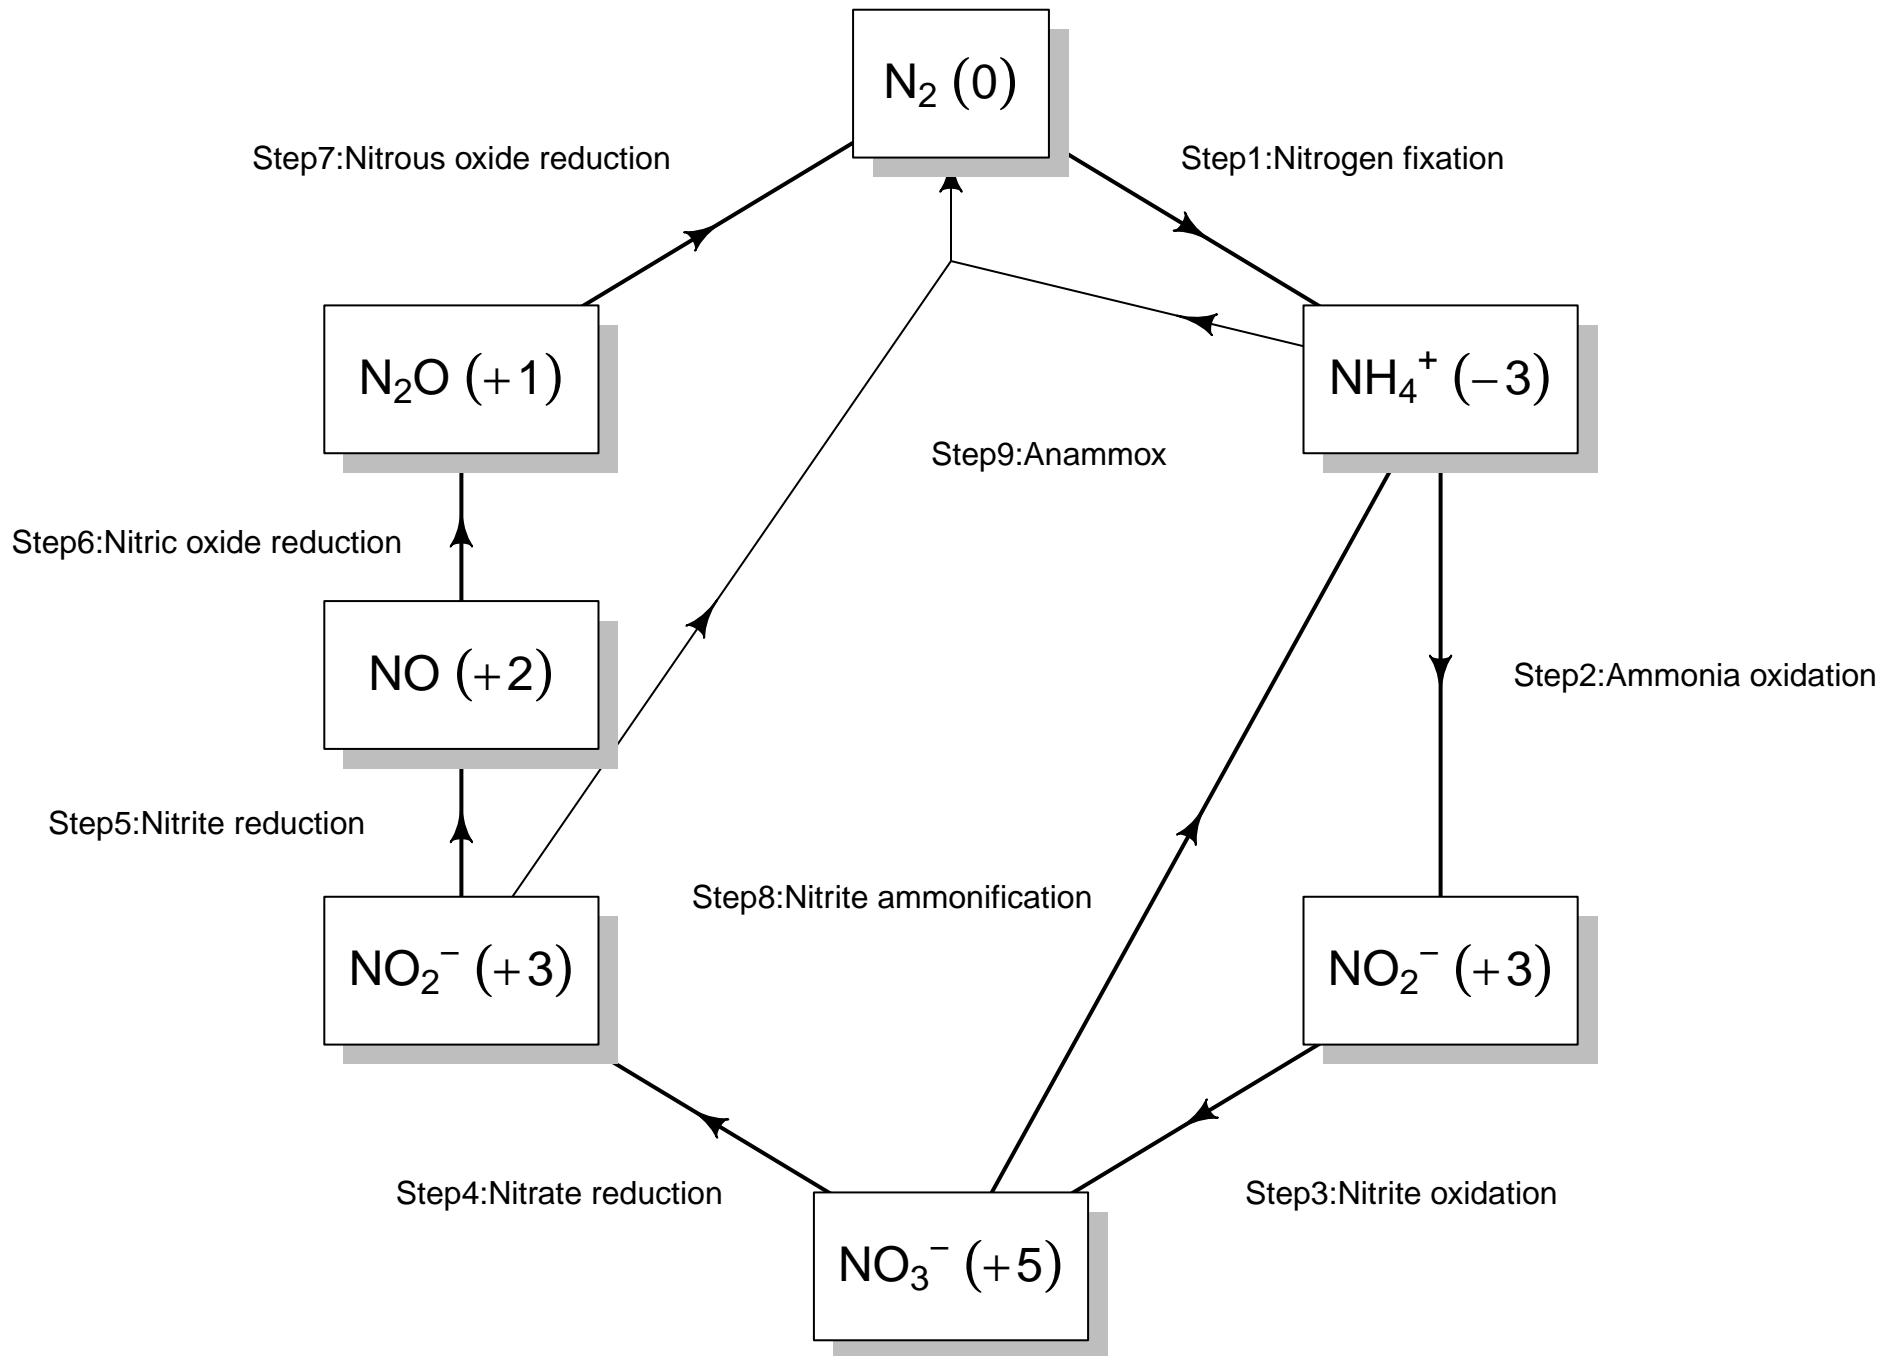 N₂ (0)
Step7:Nitrous oxide reduction
Step1:Nitrogen fixation
N₂O (+1)
NH₄⁺ (−3)
Step9:Anammox
Step6:Nitric oxide reduction
NO (+2)
Step2:Ammonia oxidation
Step5:Nitrite reduction
Step8:Nitrite ammonification
NO₂⁻ (+3)
NO₂⁻ (+3)
Step4:Nitrate reduction
Step3:Nitrite oxidation
NO₃⁻ (+5)